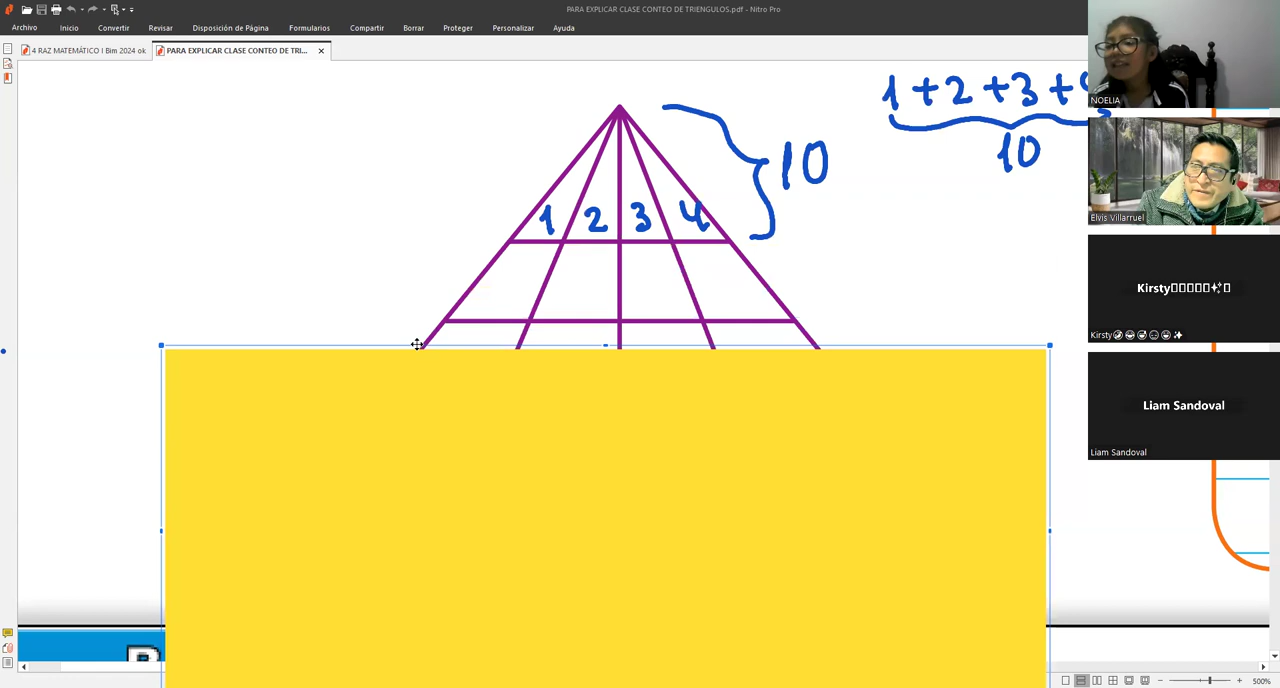 PARA EXPLICAR CLASE CONTEO DE TRIENGULOS.pdf - Nitro Pro
Archivo Inicio Convertir Revisar Disposición de Página Formularios Compartir Borrar Proteger Personalizar Ayuda
4 RAZ MATEMÁTICO I Bim 2024 ok PARA EXPLICAR CLASE CONTEO DE TRI...
1+2+3+
10
10
1 2 3 4
NOELIA
Elvis Villarruel
Kirsty
Kirsty
Liam Sandoval
Liam Sandoval
500%